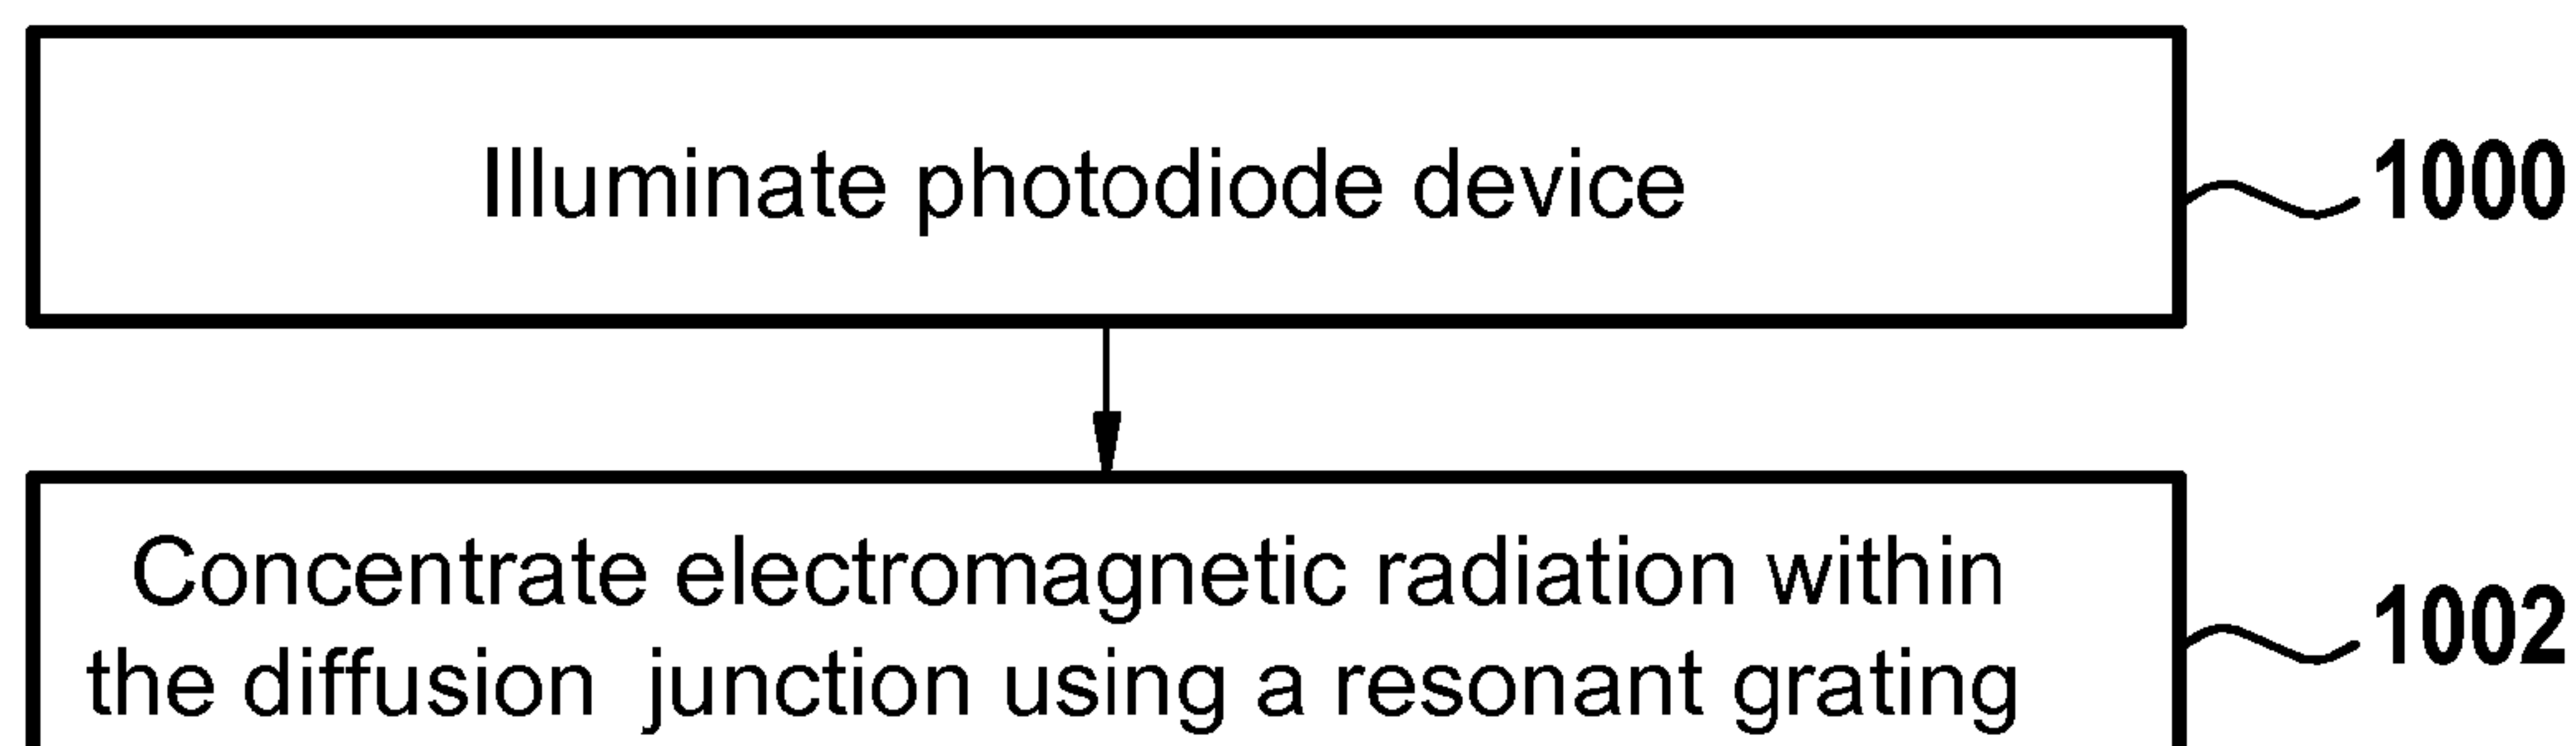 Illuminate photodiode device
1000
Concentrate electromagnetic radiation within
the diffusion junction using a resonant grating
1002